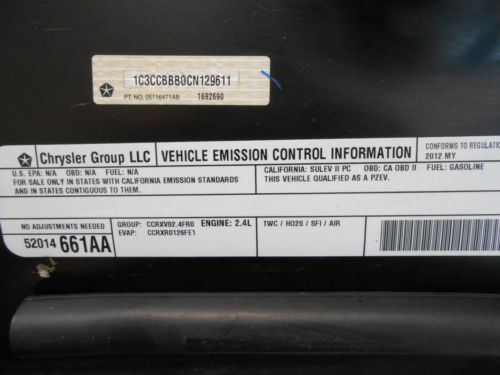 1C3CCBBB0CN129611
PT. NO. 05116471AB 1692690
Chrysler Group LLC VEHICLE EMISSION CONTROL INFORMATION
CONFORMS TO REGULATION
2012 MY
U.S. EPA: N/A OBD: N/A FUEL: N/A
FOR SALE ONLY IN STATES WITH CALIFORNIA EMISSION STANDARDS
AND IN STATES CONTIGUOUS TO THEM.
CALIFORNIA: SULEV II PC OBD: CA OBD II FUEL: GASOLINE
THIS VEHICLE QUALIFIED AS A PZEV.
NO ADJUSTMENTS NEEDED
52014 661AA
GROUP: CCRXV02.4FR0 ENGINE: 2.4L
EVAP: CCRXR0126FE1
TWC / HO2S / SFI / AIR